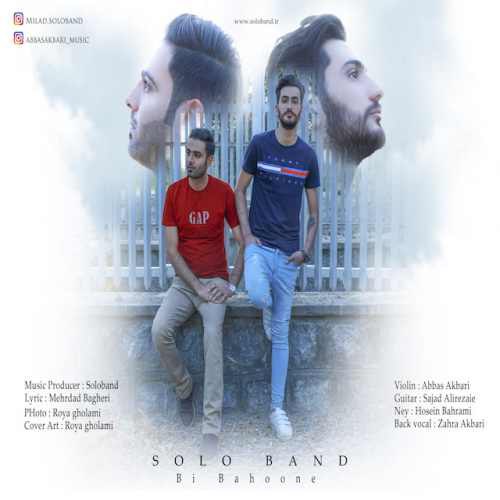 MILAD.SOLOBAND
ABBASAKBARI_MUSIC
www.soloband.ir
TOMMY
GAP
Music Producer : Soloband
Lyric : Mehrdad Bagheri
PHoto : Roya gholami
Cover Art : Roya gholami
Violin : Abbas Akbari
Guitar : Sajad Alirezaie
Ney : Hosein Bahrami
Back vocal : Zahra Akbari
SOLO BAND
Bi Bahoone